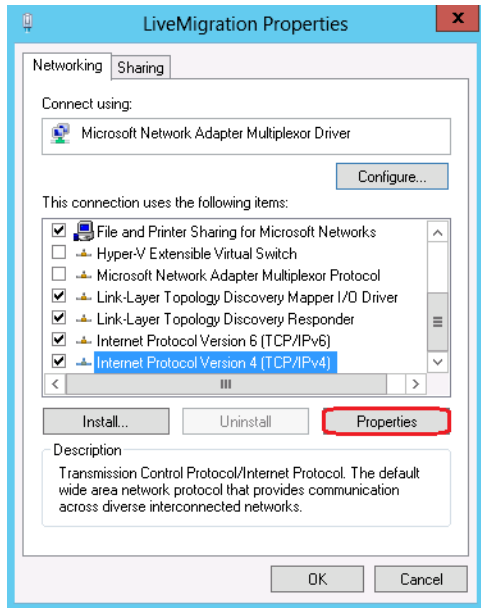 LiveMigration Properties
x
Networking Sharing
Connect using:
Microsoft Network Adapter Multiplexor Driver
Configure...
This connection uses the following items:
File and Printer Sharing for Microsoft Networks
Hyper-V Extensible Virtual Switch
Microsoft Network Adapter Multiplexor Protocol
Link-Layer Topology Discovery Mapper I/O Driver
Link-Layer Topology Discovery Responder
Internet Protocol Version 6 (TCP/IPv6)
Internet Protocol Version 4 (TCP/IPv4)
Install... Uninstall Properties
Description
Transmission Control Protocol/Internet Protocol. The default
wide area network protocol that provides communication
across diverse interconnected networks.
OK Cancel